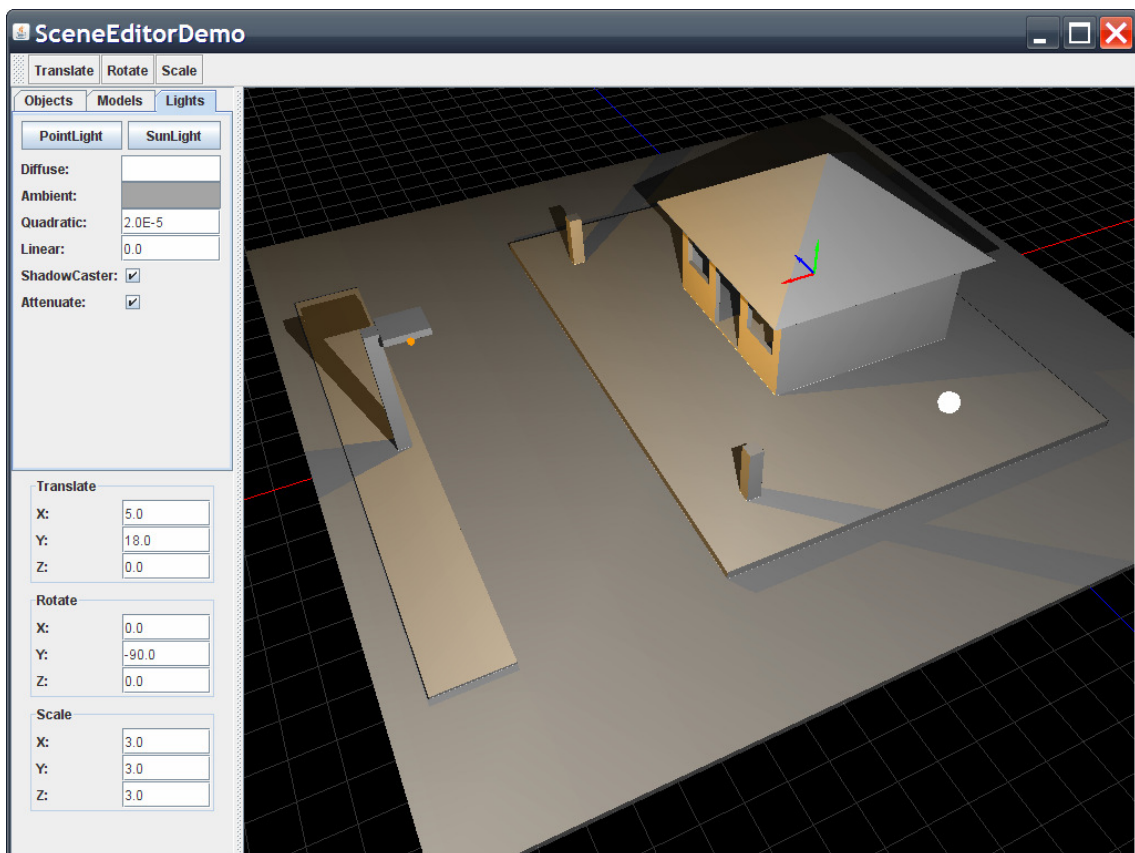 SceneEditorDemo
Translate Rotate Scale
Objects Models Lights
PointLight SunLight
Diffuse:
Ambient:
Quadratic: 2.0E-5
Linear: 0.0
ShadowCaster:
Attenuate:
Translate
X: 5.0
Y: 18.0
Z: 0.0
Rotate
X: 0.0
Y: -90.0
Z: 0.0
Scale
X: 3.0
Y: 3.0
Z: 3.0